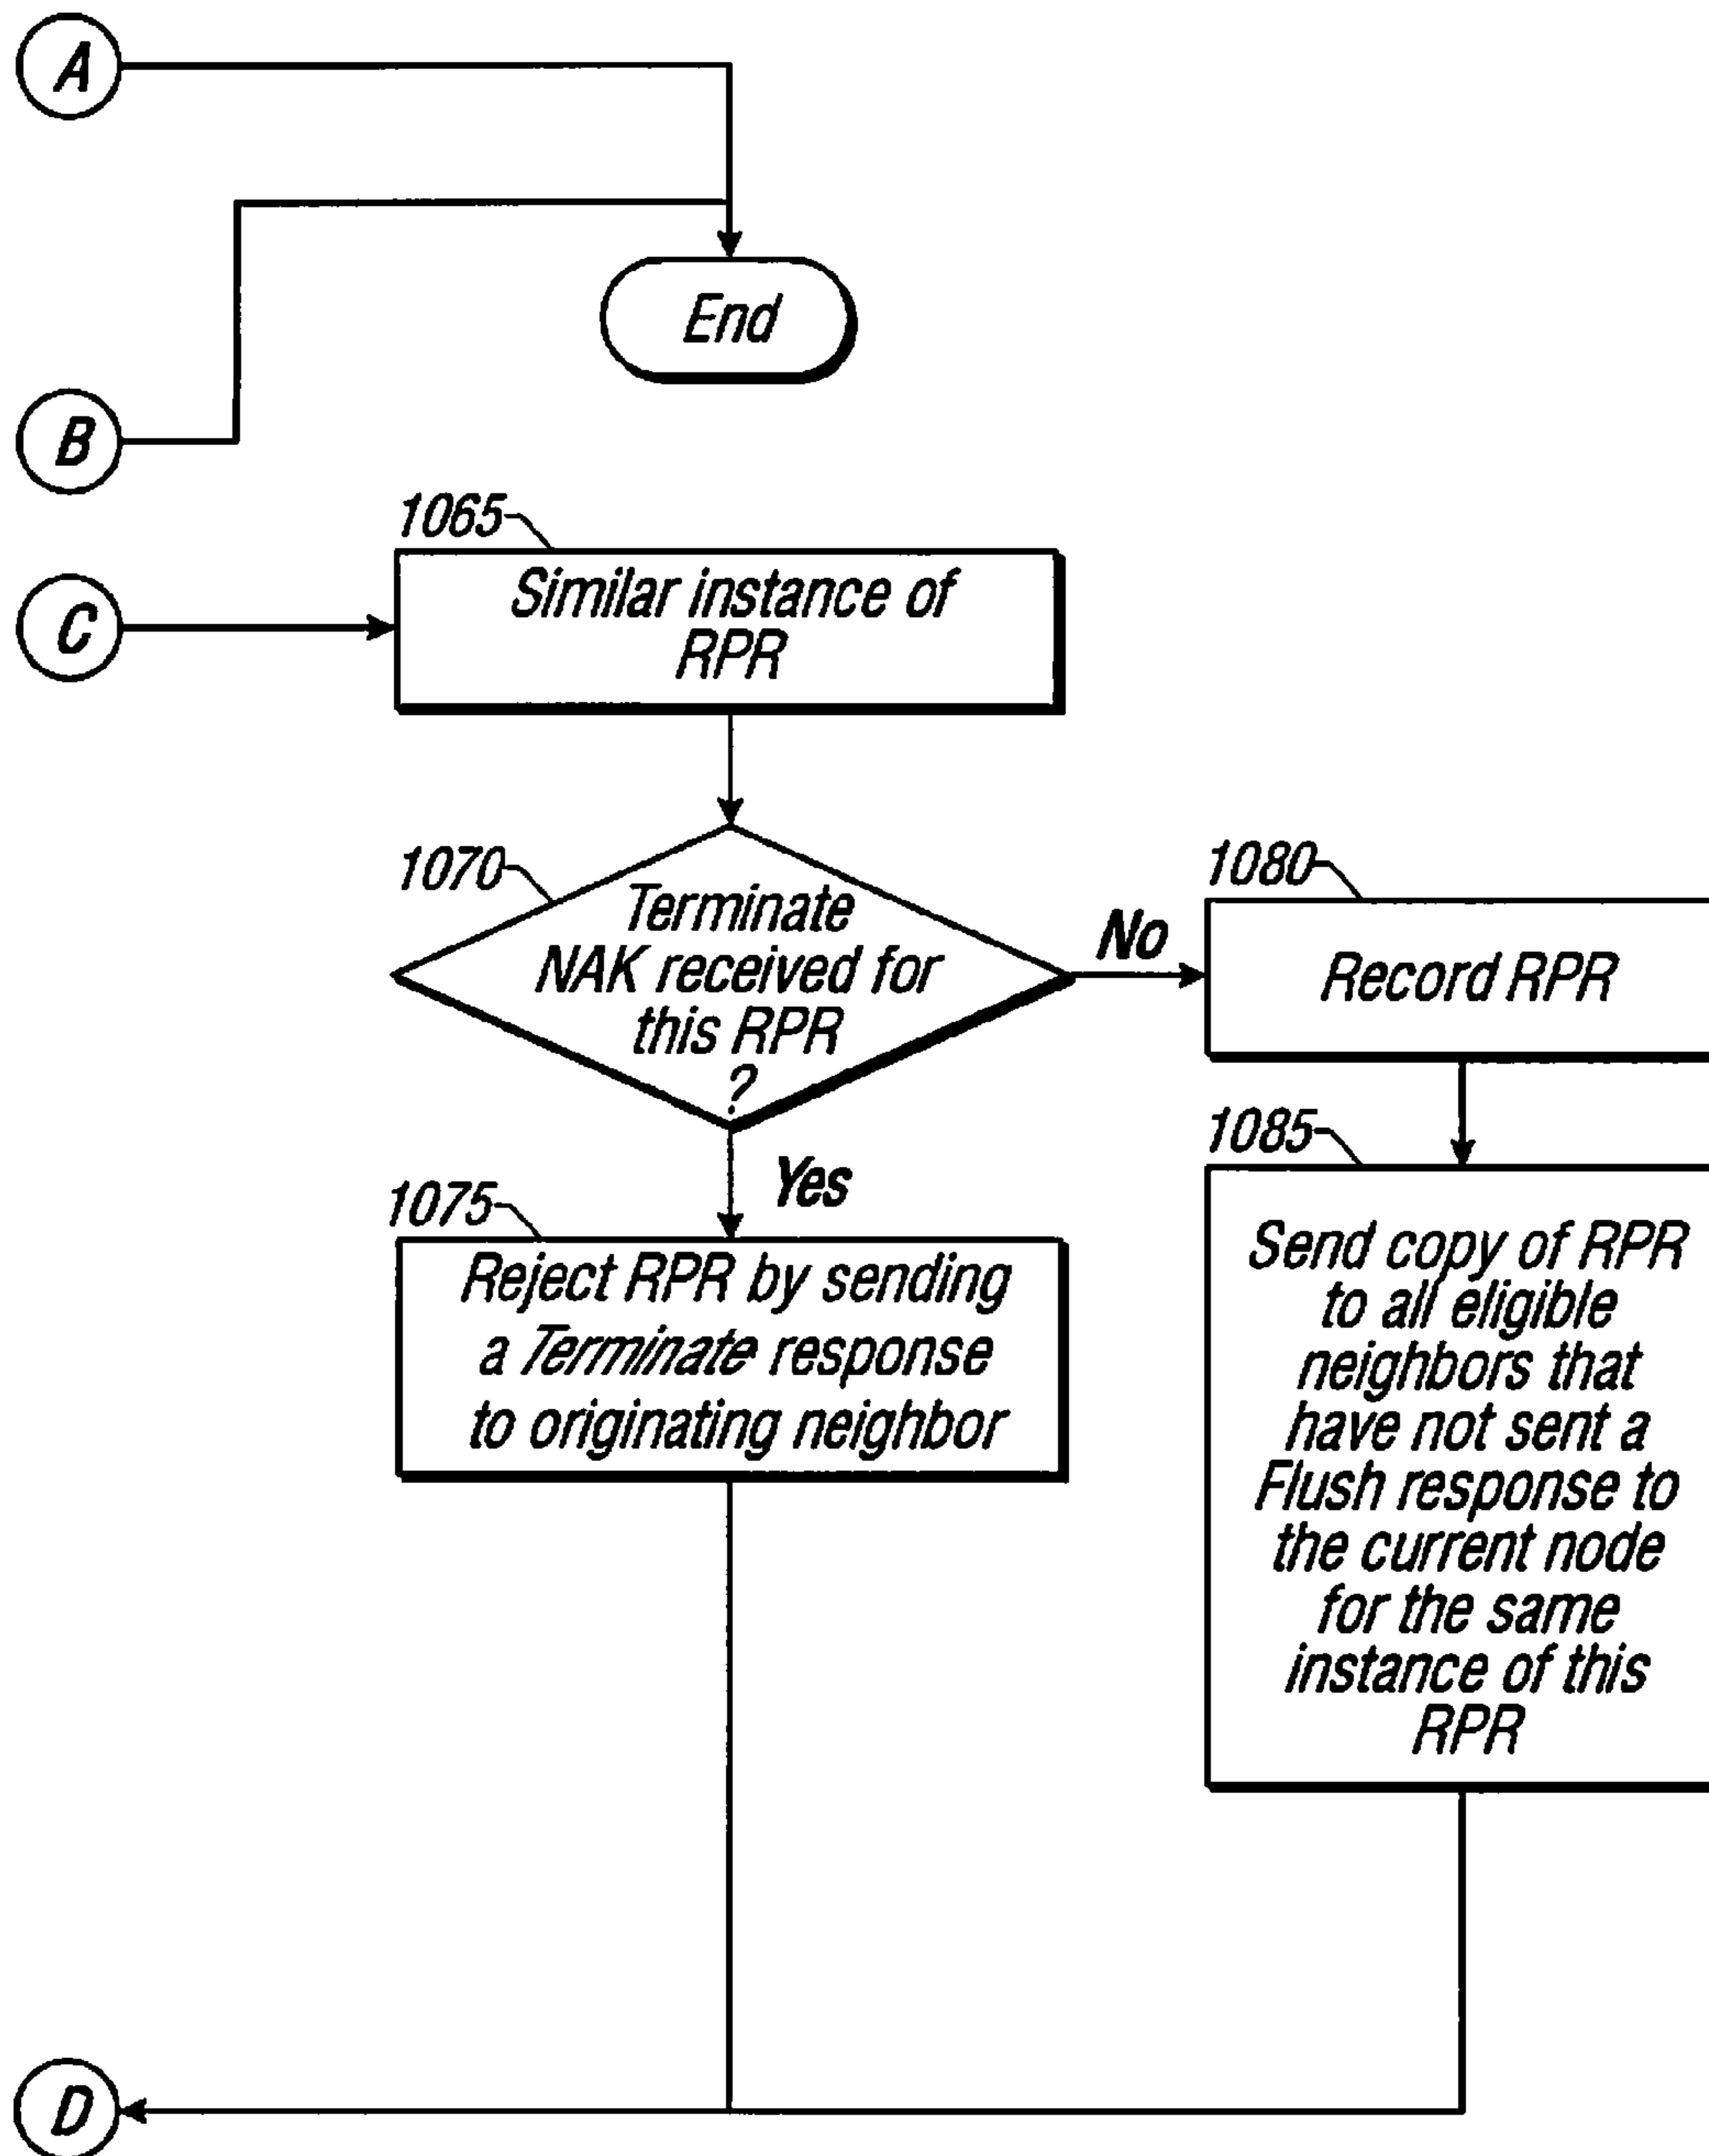 A
End
B
1065
C
Similar instance of
RPR
1070
Terminate
NAK received for
this RPR
?
No
1080
Record RPR
Yes
1075
Reject RPR by sending
a Terminate response
to originating neighbor
1085
Send copy of RPR
to all eligible
neighbors that
have not sent a
Flush response to
the current node
for the same
instance of this
RPR
D